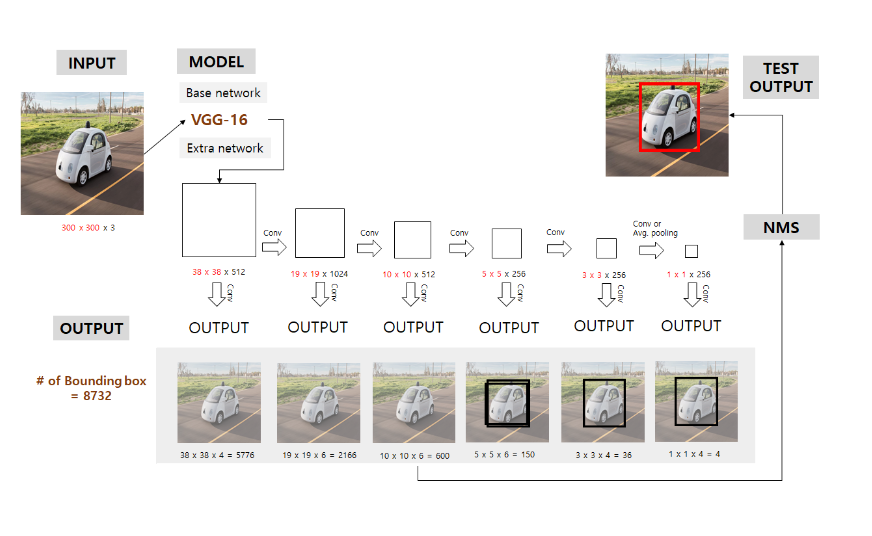 INPUT
300 x 300 x 3
MODEL
Base network
VGG-16
Extra network
TEST
OUTPUT
NMS
Conv
Conv
Conv
Conv
Conv or
Avg. pooling
38 x 38 x 512
19 x 19 x 1024
10 x 10 x 512
5 x 5 x 256
3 x 3 x 256
1 x 1 x 256
Conv
Conv
Conv
Conv
Conv
Conv
OUTPUT
OUTPUT
OUTPUT
OUTPUT
OUTPUT
OUTPUT
OUTPUT
# of Bounding box
= 8732
38 x 38 x 4 = 5776
19 x 19 x 6 = 2166
10 x 10 x 6 = 600
5 x 5 x 6 = 150
3 x 3 x 4 = 36
1 x 1 x 4 = 4